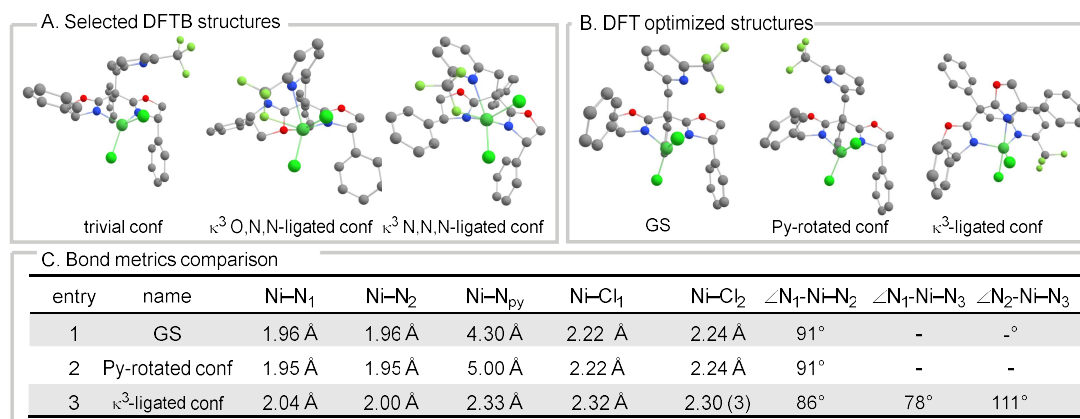 A. Selected DFTB structures
trivial conf
κ³ O,N,N-ligated conf
κ³ N,N,N-ligated conf
B. DFT optimized structures
GS
Py-rotated conf
κ³-ligated conf
C. Bond metrics comparison
entry name Ni–N₁ Ni–N₂ Ni–Npy Ni–Cl₁ Ni–Cl₂ ∠N₁-Ni–N₂ ∠N₁-Ni–N₃ ∠N₂-Ni–N₃
1 GS 1.96 Å 1.96 Å 4.30 Å 2.22 Å 2.24 Å 91° - -°
2 Py-rotated conf 1.95 Å 1.95 Å 5.00 Å 2.22 Å 2.24 Å 91° - -
3 κ³-ligated conf 2.04 Å 2.00 Å 2.33 Å 2.32 Å 2.30 (3) 86° 78° 111°